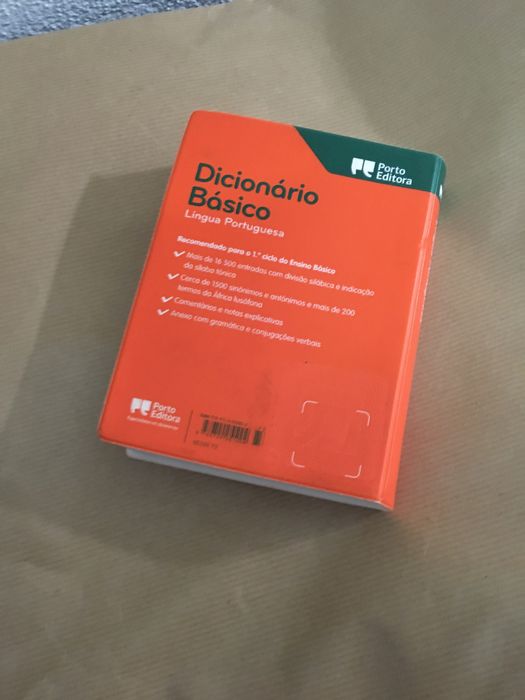 Porto
Editora
Dicionário
Básico
Língua Portuguesa
Recomendado para o 1.º ciclo do Ensino Básico
Mais de 16 500 entradas com divisão silábica e indicação
da sílaba tónica
Cerca de 1500 sinónimos e antónimos e mais de 200
termos da África lusófona
Comentários e notas explicativas
Anexo com gramática e conjugações verbais
Porto
Editora